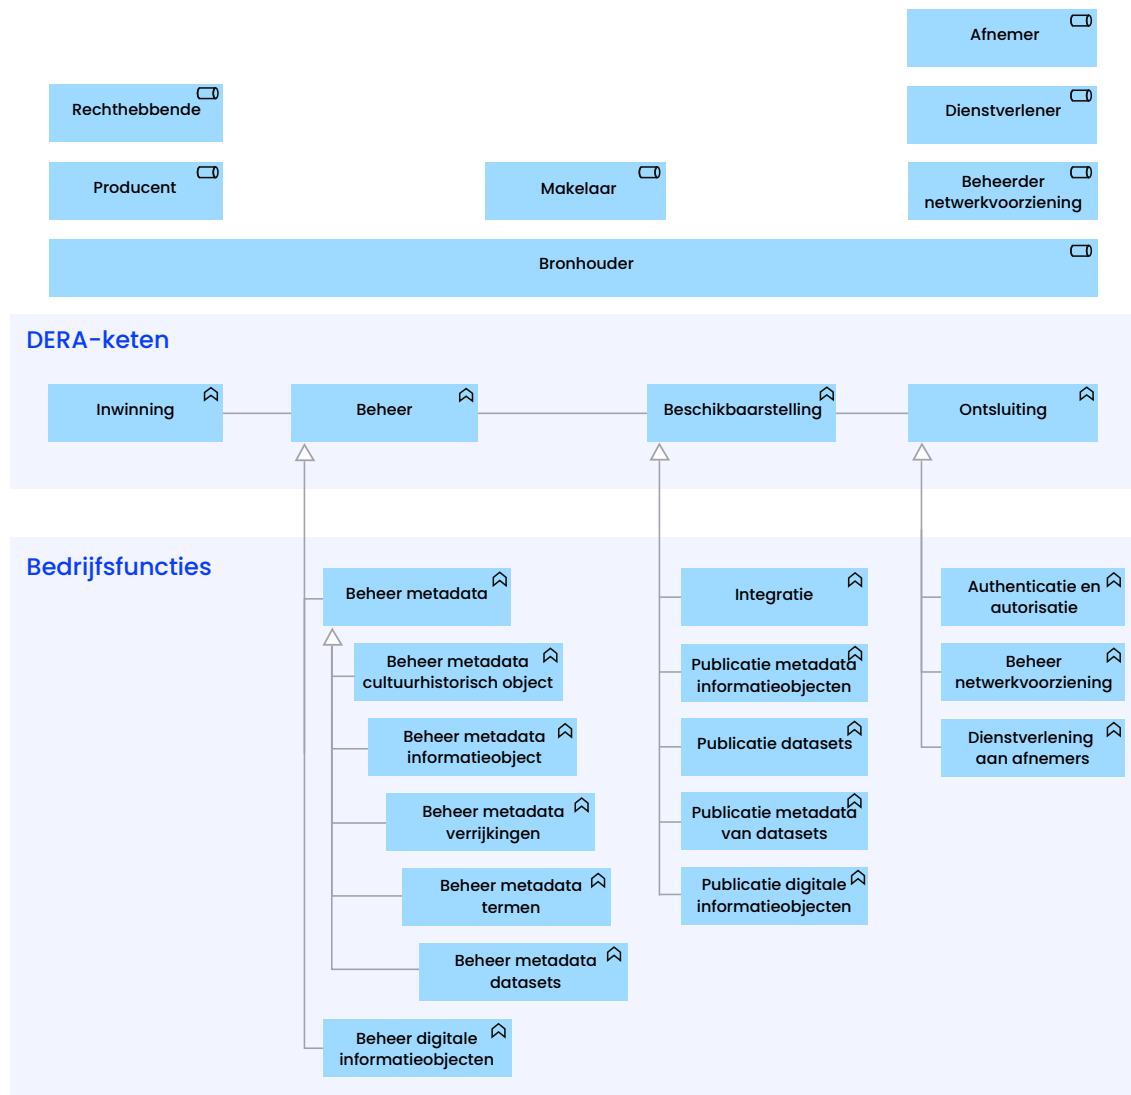 Afnemer
Rechthebbende
Dienstverlener
Producent
Makelaar
Beheerder
netwerkvoorziening
Bronhouder
DERA-keten
Inwinning
Beheer
Beschikbaarstelling
Ontsluiting
Bedrijfsfuncties
Beheer metadata
Beheer metadata
cultuurhistorisch object
Beheer metadata
informatieobject
Beheer metadata
verrijkingen
Beheer metadata
termen
Beheer metadata
datasets
Beheer digitale
informatieobjecten
Integratie
Publicatie metadata
informatieobjecten
Publicatie datasets
Publicatie metadata
van datasets
Publicatie digitale
informatieobjecten
Authenticatie en
autorisatie
Beheer
netwerkvoorziening
Dienstverlening
aan afnemers